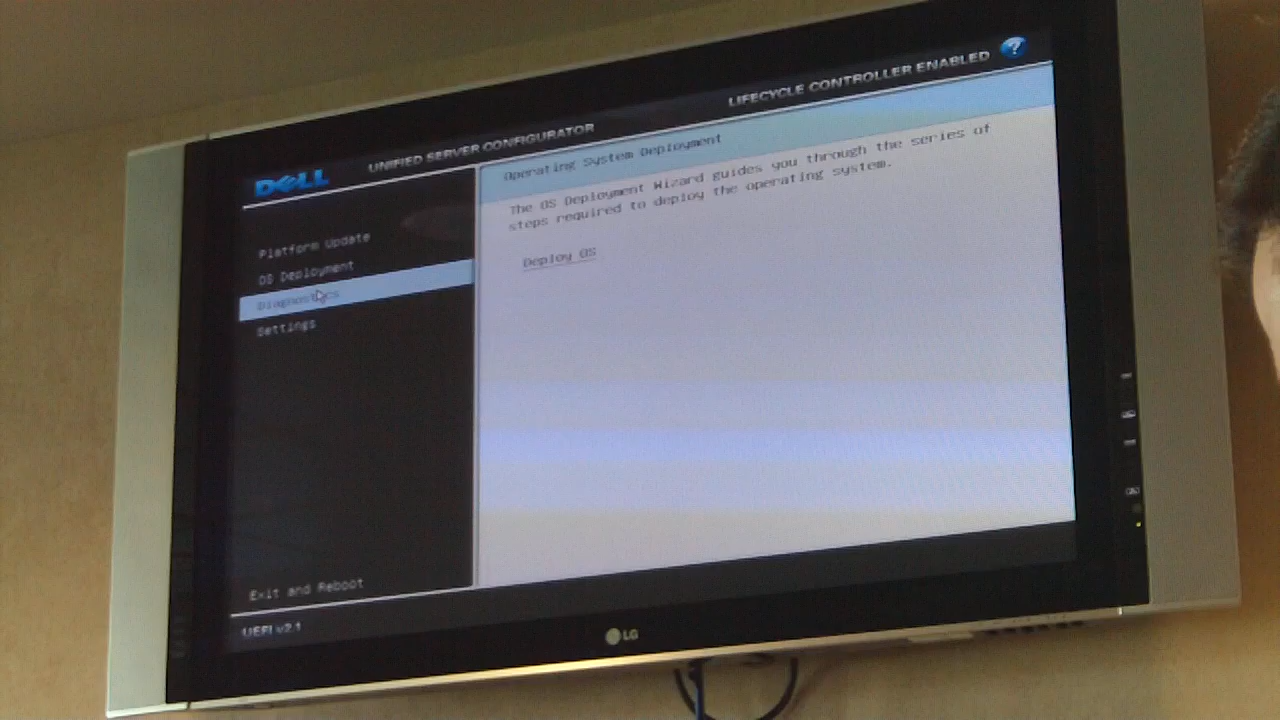 LIFECYCLE CONTROLLER ENABLED ?
DELL
UNIFIED SERVER CONFIGURATOR
Platform Update
OS Deployment
Diagnostics
Settings
Exit and Reboot
UEFI v2.1
Operating System Deployment
The OS Deployment Wizard guides you through the series of
steps required to deploy the operating system.
Deploy OS
LG